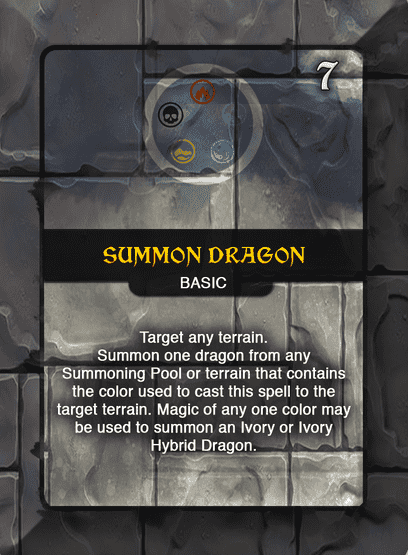 7
SUMMON DRAGON
BASIC
Target any terrain.
Summon one dragon from any
Summoning Pool or terrain that contains
the color used to cast this spell to the
target terrain. Magic of any one color may
be used to summon an Ivory or Ivory
Hybrid Dragon.